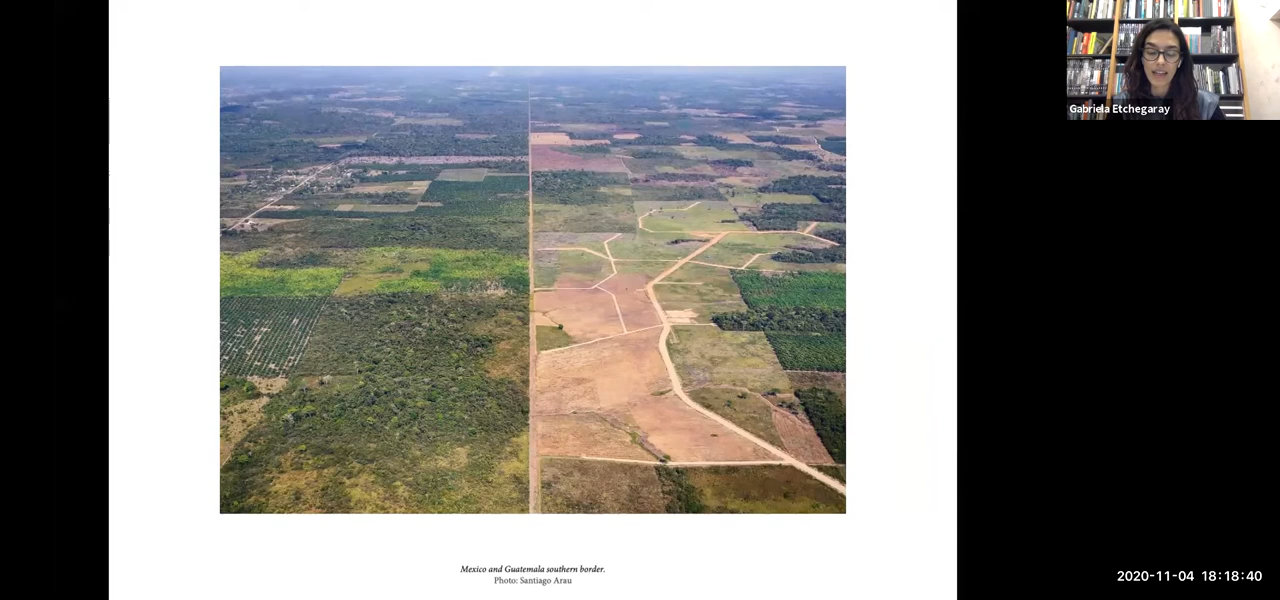 Gabriela Etchegaray
Mexico and Guatemala southern border.
Photo: Santiago Arau
2020-11-04 18:18:40